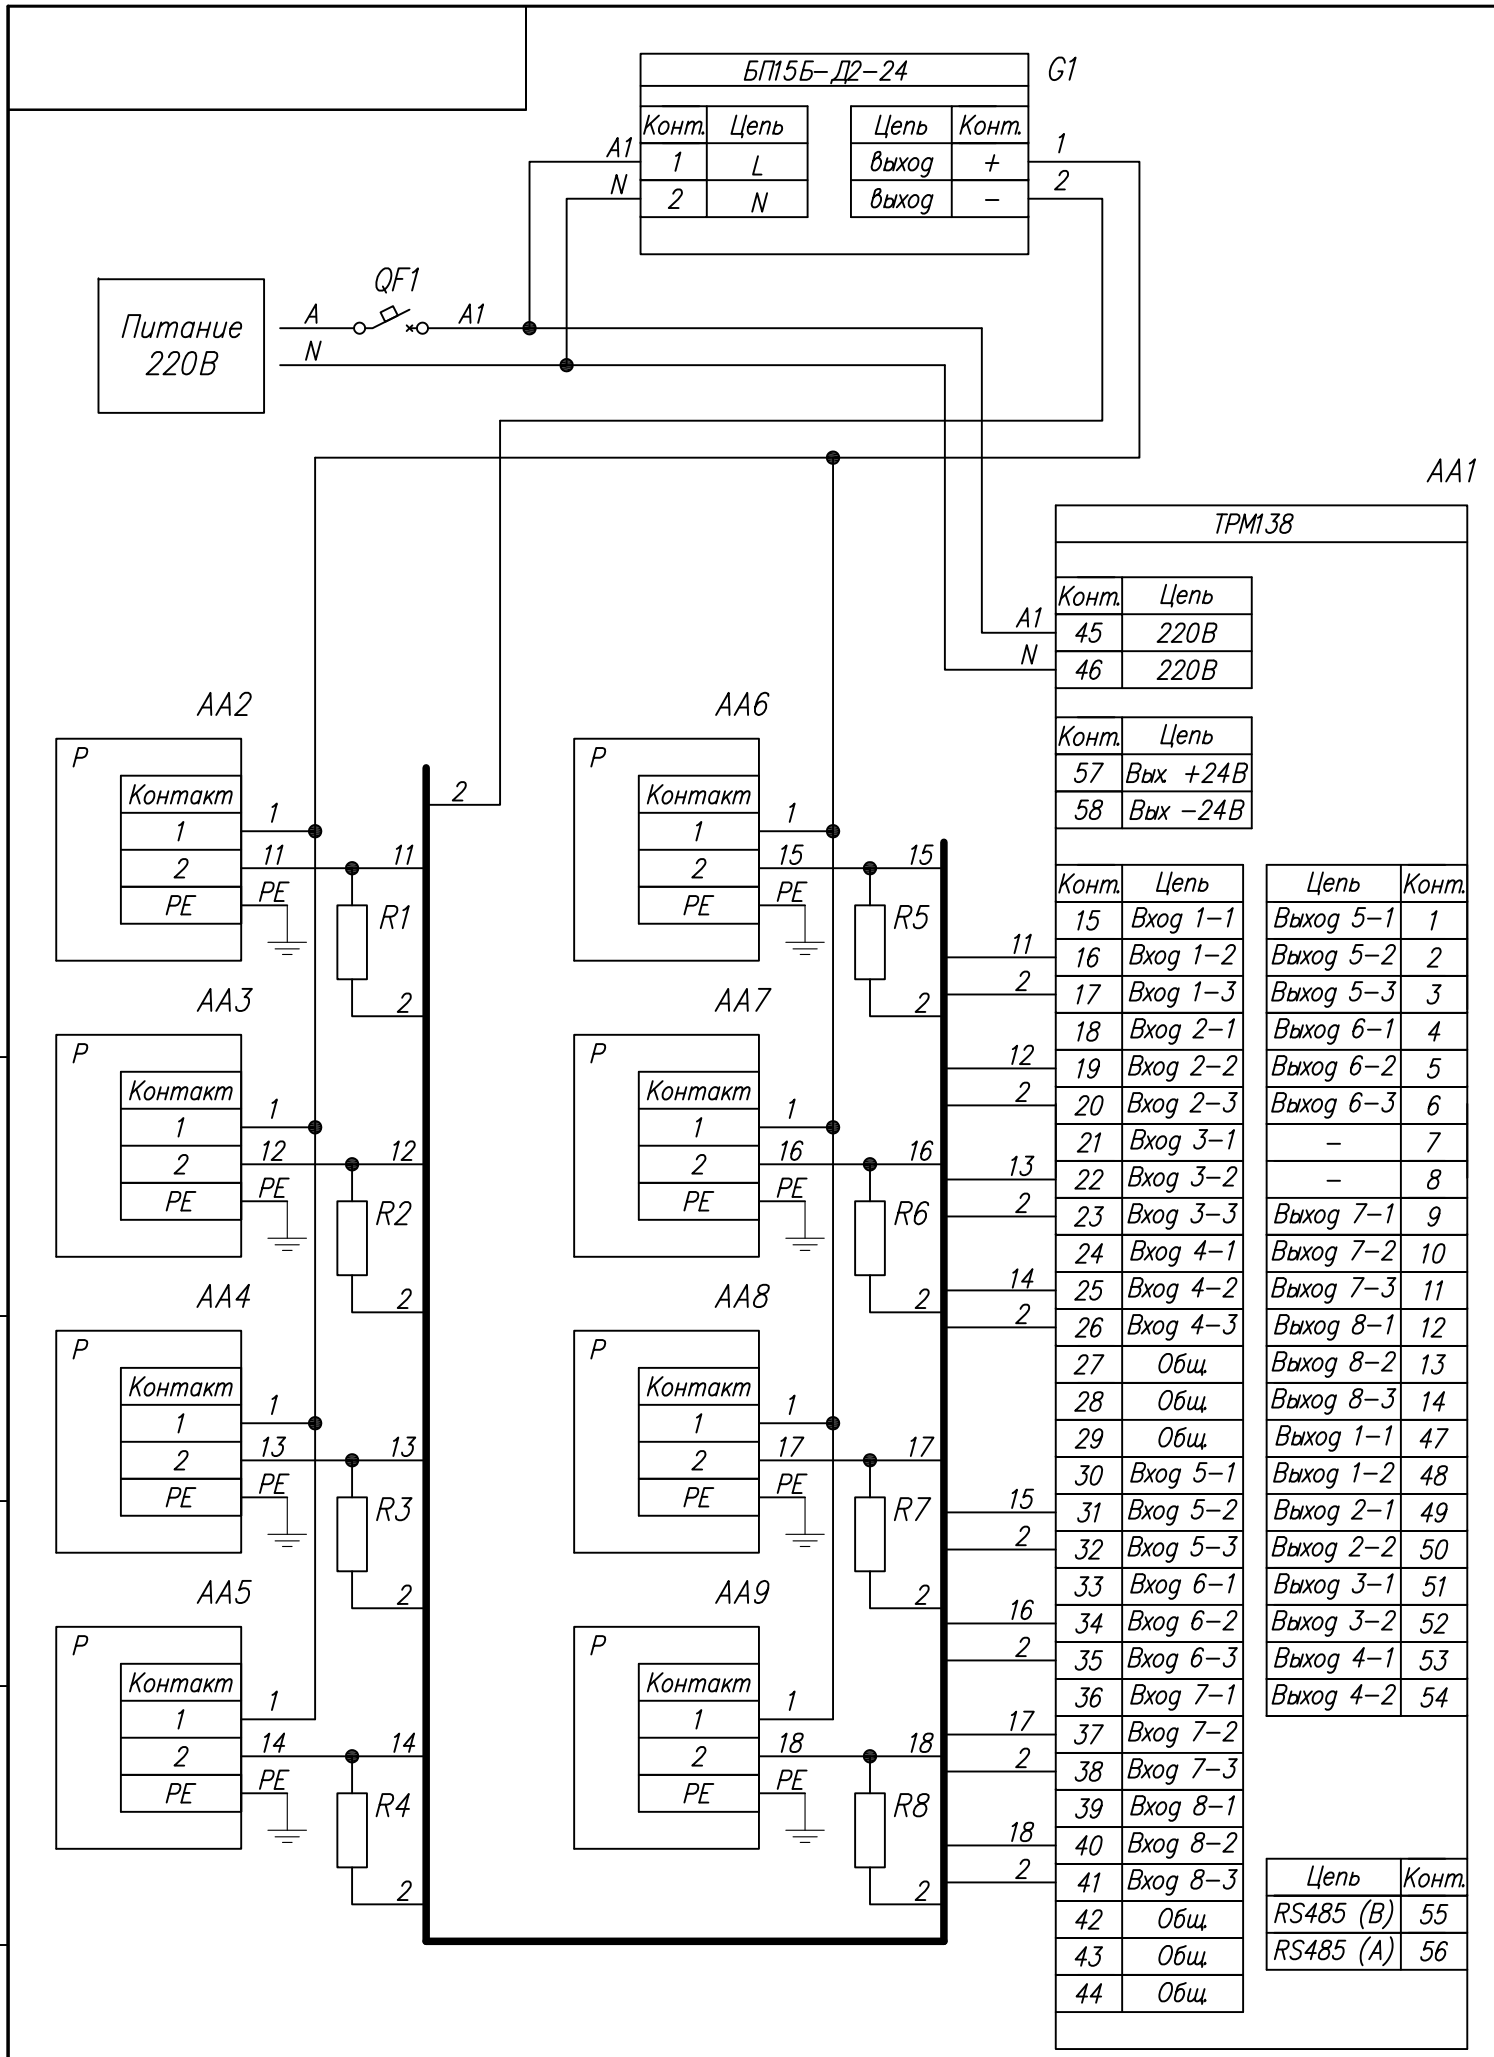 БП15Б-Д2-24 G1
Конт. Цепь Цепь Конт.
A1 1 L выход + 1
N 2 N выход - 2
QF1
Питание
220В
A A1
N
AA1
ТРМ138
Конт. Цепь
A1 45 220В
N 46 220В
Конт. Цепь
57 Вых. +24В
58 Вых -24В
AA2
P
Контакт
1 1
2 11 11
PE PE
R1
2
2
AA3
P
Контакт
1 1
2 12 12
PE PE
R2
2
AA4
P
Контакт
1 1
2 13 13
PE PE
R3
2
AA5
P
Контакт
1 1
2 14 14
PE PE
R4
2
AA6
P
Контакт
1 1
2 15 15
PE PE
R5
2
AA7
P
Контакт
1 1
2 16 16
PE PE
R6
2
AA8
P
Контакт
1 1
2 17 17
PE PE
R7
2
AA9
P
Контакт
1 1
2 18 18
PE PE
R8
2
Конт. Цепь
15 Вход 1-1
11 16 Вход 1-2
2 17 Вход 1-3
18 Вход 2-1
12 19 Вход 2-2
2 20 Вход 2-3
21 Вход 3-1
13 22 Вход 3-2
2 23 Вход 3-3
24 Вход 4-1
14 25 Вход 4-2
2 26 Вход 4-3
27 Общ.
28 Общ.
29 Общ.
30 Вход 5-1
15 31 Вход 5-2
2 32 Вход 5-3
33 Вход 6-1
16 34 Вход 6-2
2 35 Вход 6-3
36 Вход 7-1
17 37 Вход 7-2
2 38 Вход 7-3
39 Вход 8-1
18 40 Вход 8-2
2 41 Вход 8-3
42 Общ.
43 Общ.
44 Общ.
Цепь Конт.
Выход 5-1 1
Выход 5-2 2
Выход 5-3 3
Выход 6-1 4
Выход 6-2 5
Выход 6-3 6
- 7
- 8
Выход 7-1 9
Выход 7-2 10
Выход 7-3 11
Выход 8-1 12
Выход 8-2 13
Выход 8-3 14
Выход 1-1 47
Выход 1-2 48
Выход 2-1 49
Выход 2-2 50
Выход 3-1 51
Выход 3-2 52
Выход 4-1 53
Выход 4-2 54
Цепь Конт.
RS485 (B) 55
RS485 (A) 56